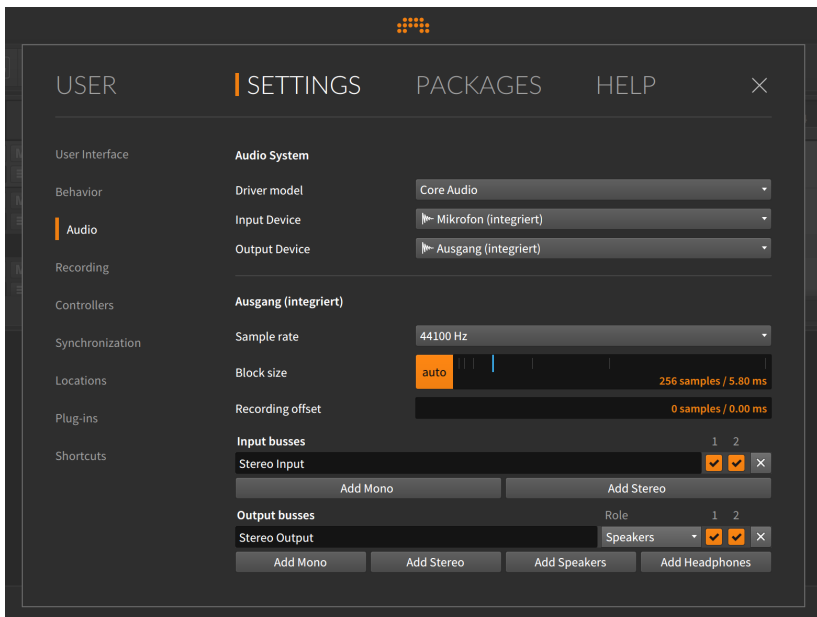 USER SETTINGS PACKAGES HELP
User Interface
Behavior
Audio
Recording
Controllers
Synchronization
Locations
Plug-ins
Shortcuts
Audio System
Driver model Core Audio
Input Device Mikrofon (integriert)
Output Device Ausgang (integriert)
Ausgang (integriert)
Sample rate 44100 Hz
Block size auto 256 samples / 5.80 ms
Recording offset 0 samples / 0.00 ms
Input busses 1 2
Stereo Input
Add Mono Add Stereo
Output busses Role 1 2
Stereo Output Speakers
Add Mono Add Stereo Add Speakers Add Headphones